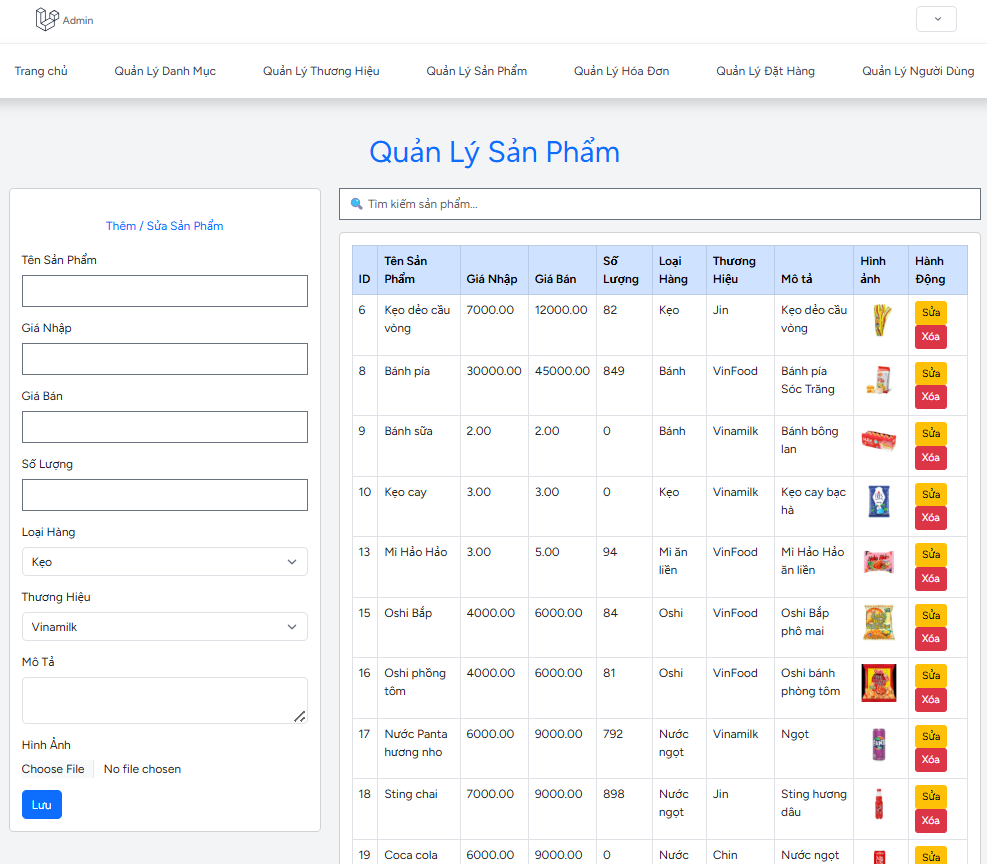 Admin
Trang chủ Quản Lý Danh Mục Quản Lý Thương Hiệu Quản Lý Sản Phẩm Quản Lý Hóa Đơn Quản Lý Đặt Hàng Quản Lý Người Dùng
Quản Lý Sản Phẩm
Thêm / Sửa Sản Phẩm
Tên Sản Phẩm
Giá Nhập
Giá Bán
Số Lượng
Loại Hàng
Kẹo
Thương Hiệu
Vinamilk
Mô Tả
Hình Ảnh
Choose File No file chosen
Lưu
Tìm kiếm sản phẩm...
ID Tên Sản Phẩm Giá Nhập Giá Bán Số Lượng Loại Hàng Thương Hiệu Mô tả Hình ảnh Hành Động
6 Kẹo dẻo cầu vòng 7000.00 12000.00 82 Kẹo Jin Kẹo dẻo cầu vòng Sửa Xóa
8 Bánh pía 30000.00 45000.00 849 Bánh VinFood Bánh pía Sóc Trăng Sửa Xóa
9 Bánh sữa 2.00 2.00 0 Bánh Vinamilk Bánh bông lan Sửa Xóa
10 Kẹo cay 3.00 3.00 0 Kẹo Vinamilk Kẹo cay bạc hà Sửa Xóa
13 Mì Hảo Hảo 3.00 5.00 94 Mì ăn liền VinFood Mì Hảo Hảo ăn liền Sửa Xóa
15 Oshi Bắp 4000.00 6000.00 84 Oshi VinFood Oshi Bắp phô mai Sửa Xóa
16 Oshi phồng tôm 4000.00 6000.00 81 Oshi VinFood Oshi bánh phòng tôm Sửa Xóa
17 Nước Panta hương nho 6000.00 9000.00 792 Nước ngọt Vinamilk Ngọt Sửa Xóa
18 Sting chai 7000.00 9000.00 898 Nước ngọt Jin Sting hương dâu Sửa Xóa
19 Coca cola 6000.00 9000.00 0 Nước Chin Nước ngọt Sửa